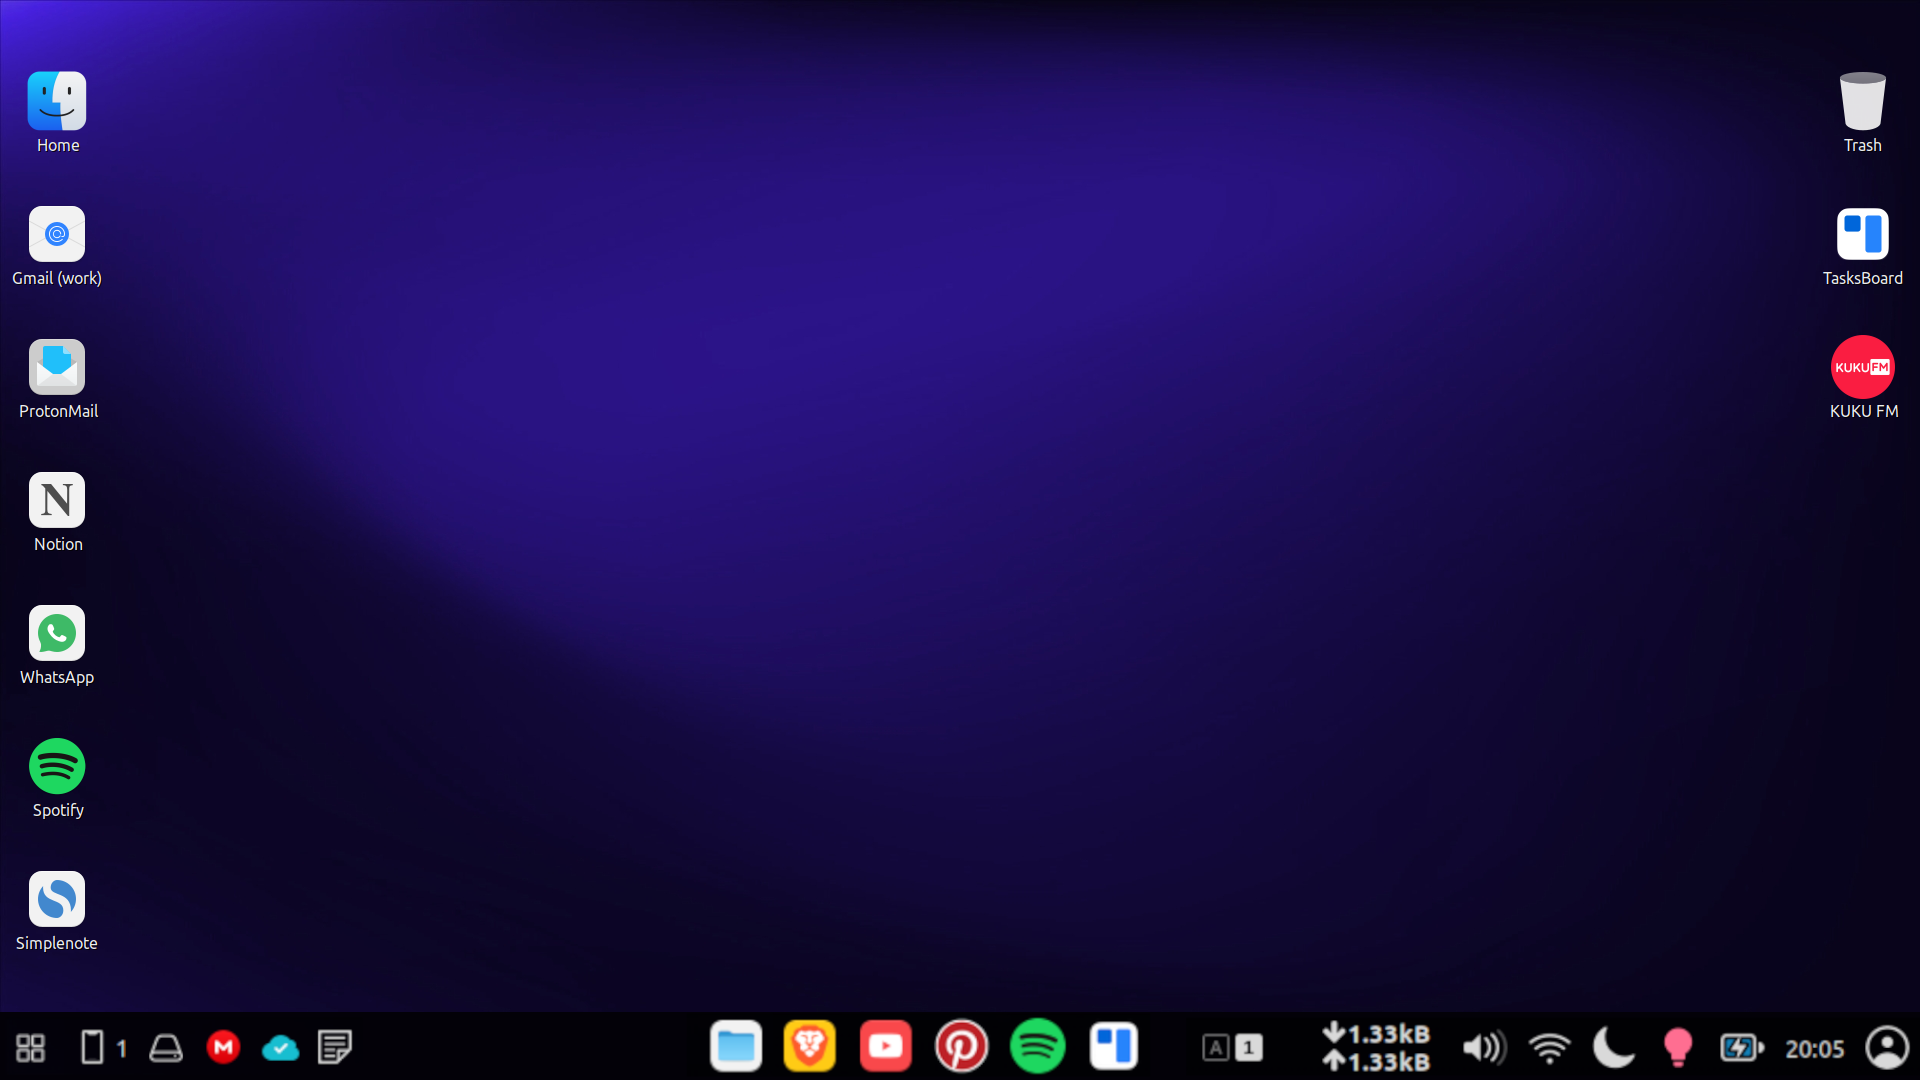 Home
Trash
Gmail (work)
TasksBoard
ProtonMail
KUKU FM
KUKU FM
N
Notion
WhatsApp
Spotify
Simplenote
1
M
A 1
1.33kB
1.33kB
20:05